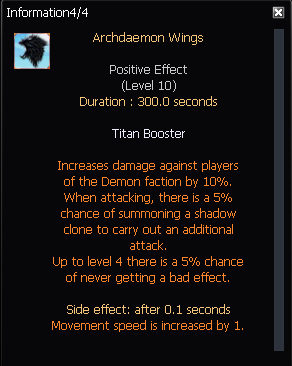 Information4/4
Archdaemon Wings
Positive Effect
(Level 10)
Duration : 300.0 seconds
Titan Booster
Increases damage against players
of the Demon faction by 10%.
When attacking, there is a 5%
chance of summoning a shadow
clone to carry out an additional
attack.
Up to level 4 there is a 5% chance
of never getting a bad effect.
Side effect: after 0.1 seconds
Movement speed is increased by 1.